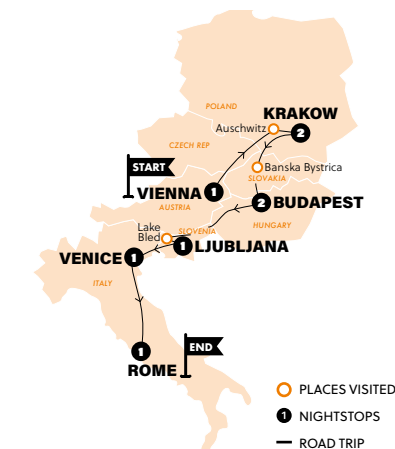 POLAND
KRAKOW
Auschwitz
2
CZECH REP
START
Banska Bystrica
SLOVAKIA
VIENNA 1
2 BUDAPEST
AUSTRIA
Lake
Bled
SLOVENIA
HUNGARY
1 LJUBLJANA
VENICE 1
ITALY
END
1
ROME
PLACES VISITED
1 NIGHTSTOPS
ROAD TRIP